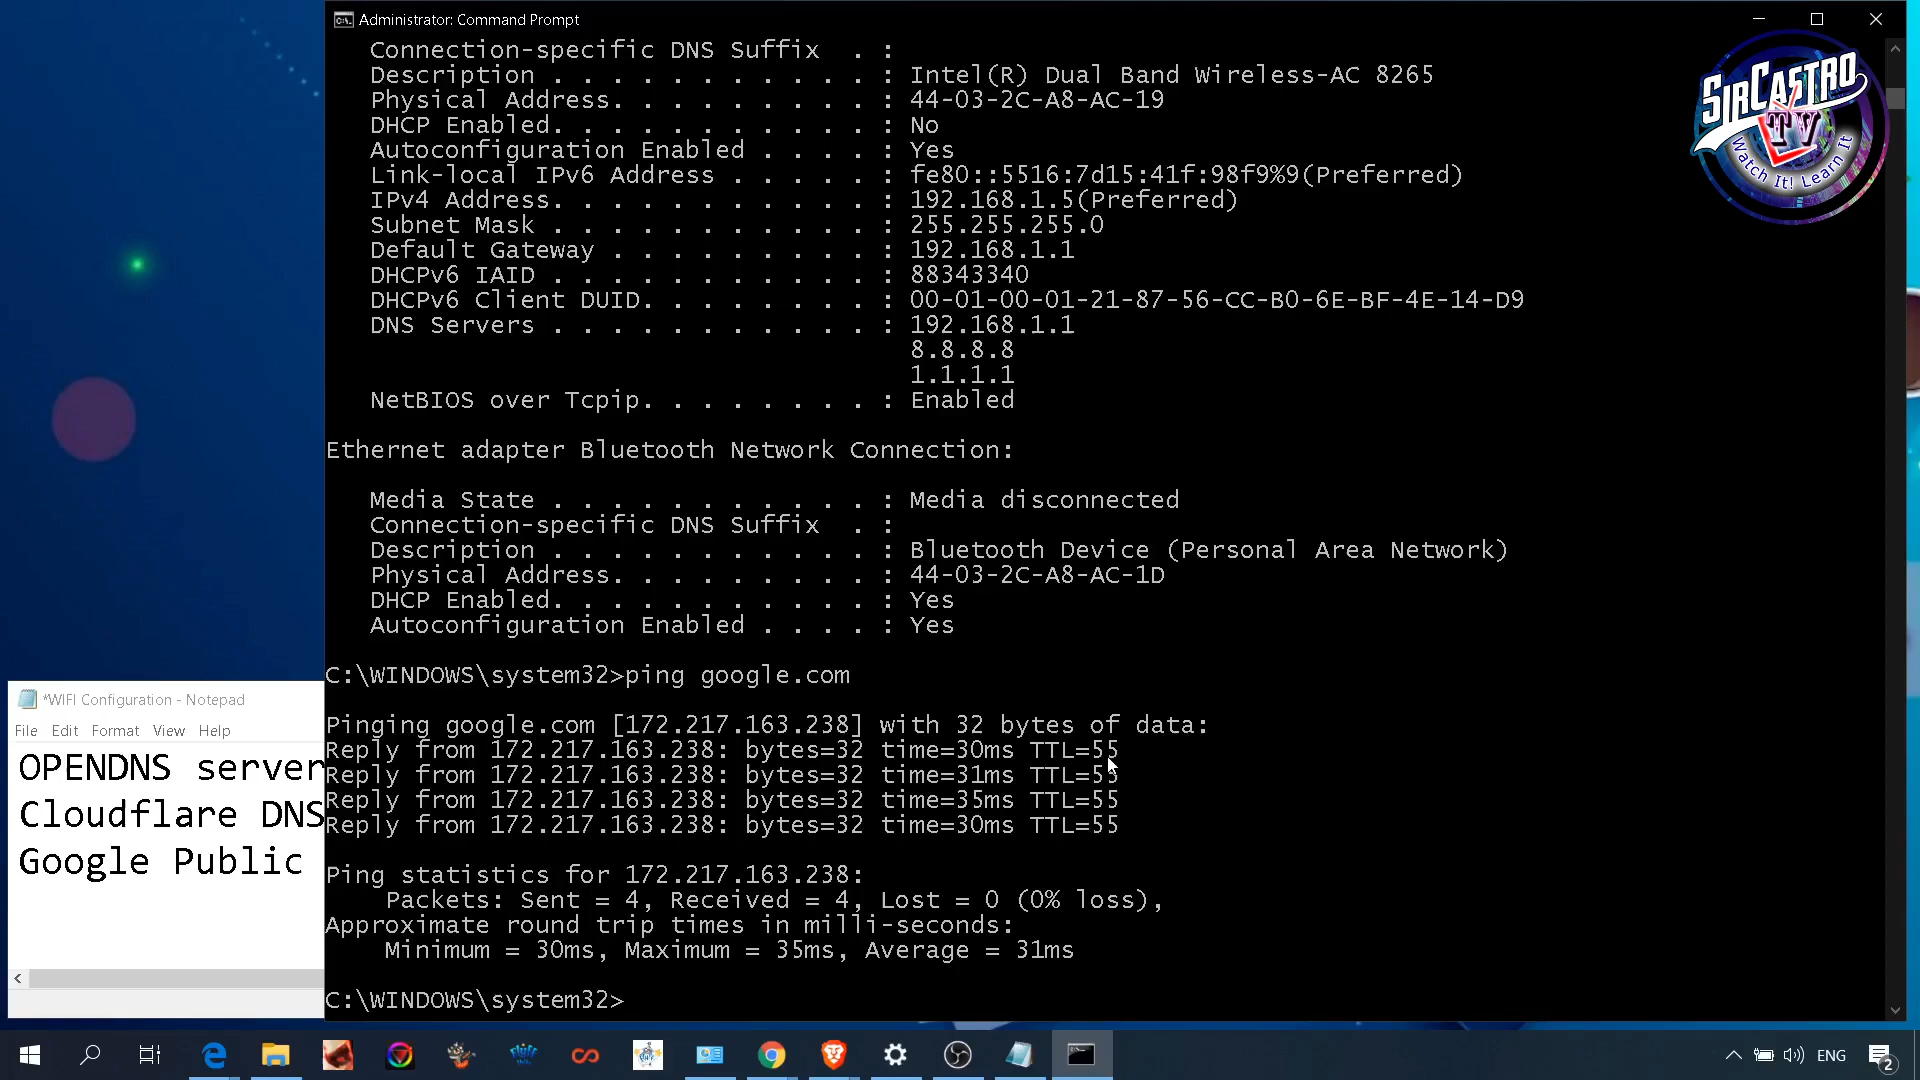 Administrator: Command Prompt
Connection-specific DNS Suffix . :
Description . . . . . . . . . . . : Intel(R) Dual Band Wireless-AC 8265
Physical Address. . . . . . . . . : 44-03-2C-A8-AC-19
DHCP Enabled. . . . . . . . . . . : No
Autoconfiguration Enabled . . . . : Yes
Link-local IPv6 Address . . . . . : fe80::5516:7d15:41f:98f9%9(Preferred)
IPv4 Address. . . . . . . . . . . : 192.168.1.5(Preferred)
Subnet Mask . . . . . . . . . . . : 255.255.255.0
Default Gateway . . . . . . . . . : 192.168.1.1
DHCPv6 IAID . . . . . . . . . . . : 88343340
DHCPv6 Client DUID. . . . . . . . : 00-01-00-01-21-87-56-CC-B0-6E-BF-4E-14-D9
DNS Servers . . . . . . . . . . . : 192.168.1.1
8.8.8.8
1.1.1.1
NetBIOS over Tcpip. . . . . . . . : Enabled
Ethernet adapter Bluetooth Network Connection:
Media State . . . . . . . . . . . : Media disconnected
Connection-specific DNS Suffix . :
Description . . . . . . . . . . . : Bluetooth Device (Personal Area Network)
Physical Address. . . . . . . . . : 44-03-2C-A8-AC-1D
DHCP Enabled. . . . . . . . . . . : Yes
Autoconfiguration Enabled . . . . : Yes
C:\WINDOWS\system32>ping google.com
Pinging google.com [172.217.163.238] with 32 bytes of data:
Reply from 172.217.163.238: bytes=32 time=30ms TTL=55
Reply from 172.217.163.238: bytes=32 time=31ms TTL=55
Reply from 172.217.163.238: bytes=32 time=35ms TTL=55
Reply from 172.217.163.238: bytes=32 time=30ms TTL=55
Ping statistics for 172.217.163.238:
Packets: Sent = 4, Received = 4, Lost = 0 (0% loss),
Approximate round trip times in milli-seconds:
Minimum = 30ms, Maximum = 35ms, Average = 31ms
C:\WINDOWS\system32>
SIRCASTRO
TV
Watch It! Learn It
*WIFI Configuration - Notepad
File Edit Format View Help
OPENDNS server
Cloudflare DNS
Google Public
ENG
2